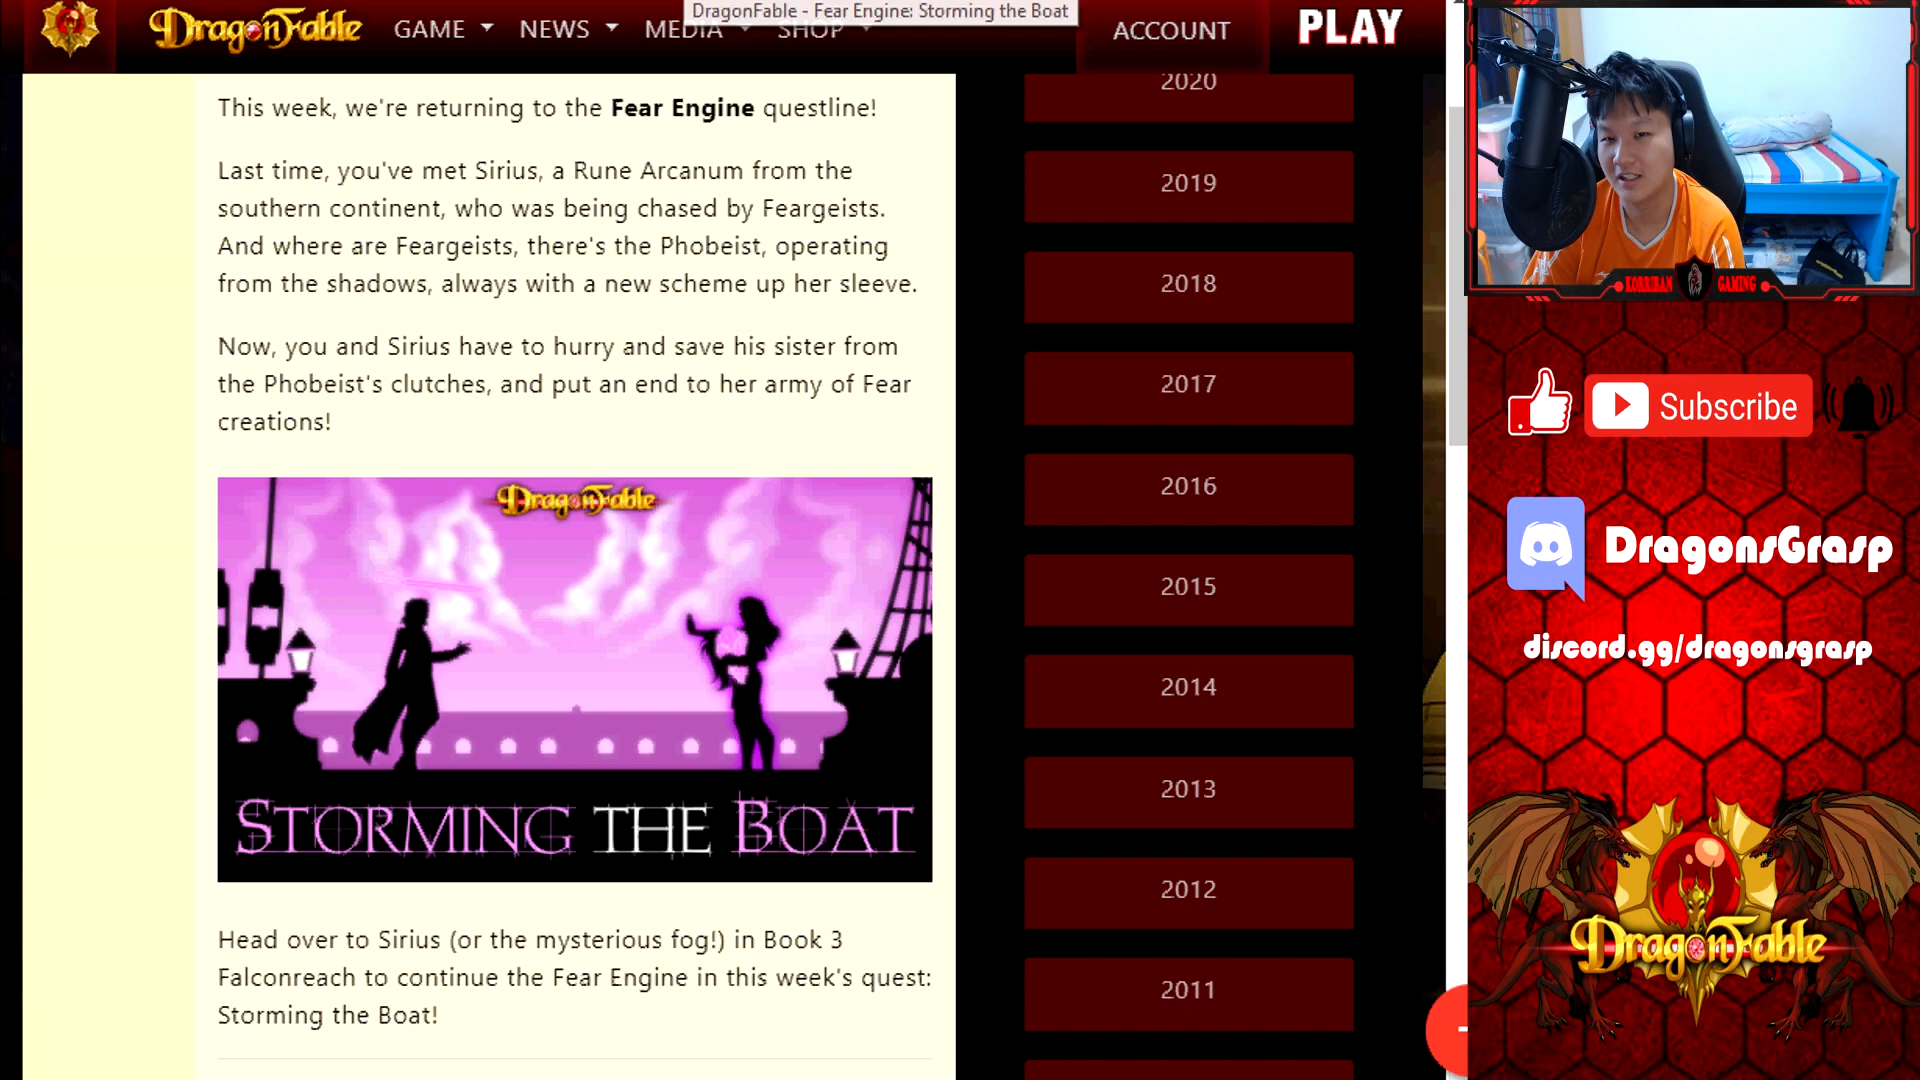 DragonFable - Fear Engine: Storming the Boat
DragonFable
GAME
NEWS
MEDIA
SHOP
ACCOUNT
PLAY
This week, we're returning to the Fear Engine questline!
Last time, you've met Sirius, a Rune Arcanum from the
southern continent, who was being chased by Feargeists.
And where are Feargeists, there's the Phobeist, operating
from the shadows, always with a new scheme up her sleeve.
Now, you and Sirius have to hurry and save his sister from
the Phobeist's clutches, and put an end to her army of Fear
creations!
DragonFable
STORMING THE BOAT
Head over to Sirius (or the mysterious fog!) in Book 3
Falconreach to continue the Fear Engine in this week's quest:
Storming the Boat!
2020
2019
2018
2017
2016
2015
2014
2013
2012
2011
KORRIBAN GAMING
Subscribe
DragonsGrasp
discord.gg/dragonsgrasp
DragonFable